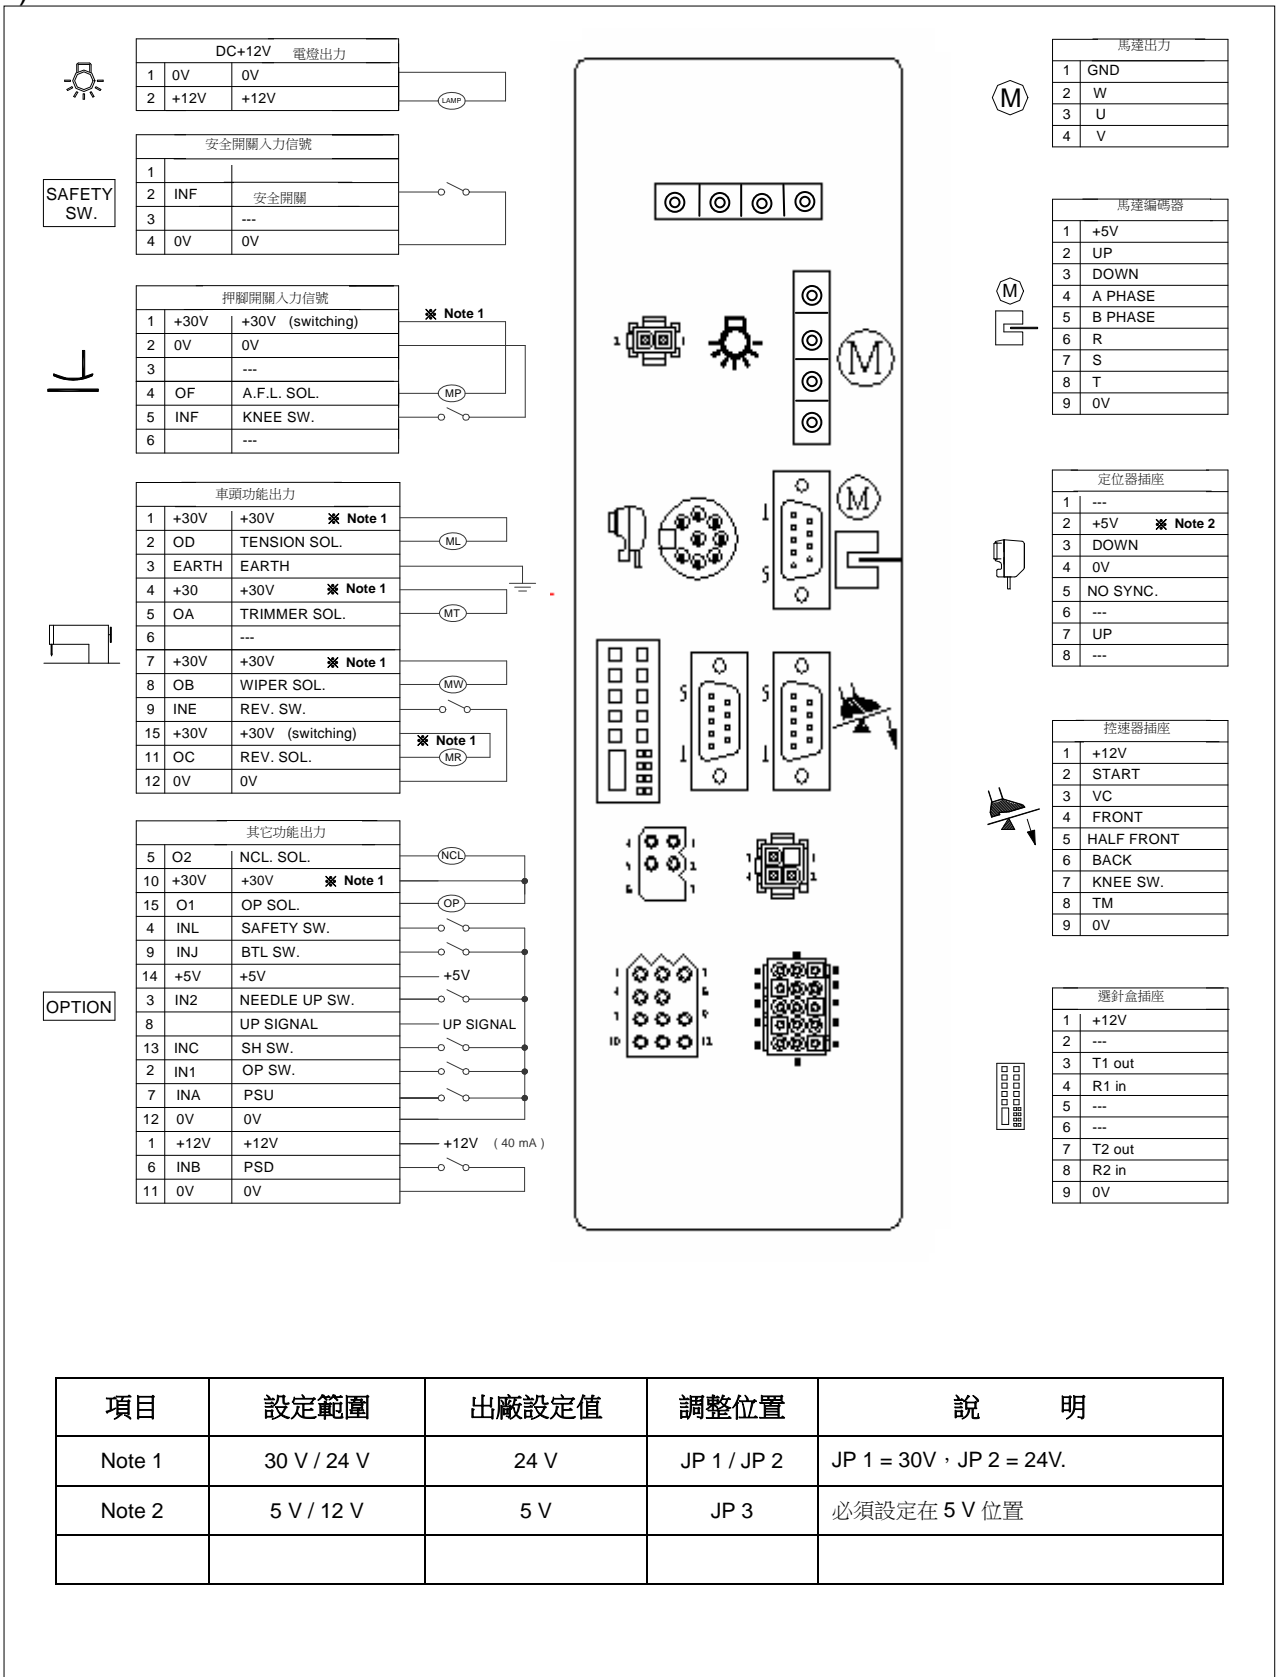 )
DC+12V 電燈出力
1 0V 0V
2 +12V +12V
LAMP
安全開關入力信號
1
SAFETY SW.
2 INF 安全開關
3 ---
4 0V 0V
押腳開關入力信號
1 +30V +30V (switching) ※ Note 1
2 0V 0V
3 ---
4 OF A.F.L. SOL. MP
5 INF KNEE SW.
6 ---
車頭功能出力
1 +30V +30V ※ Note 1
2 OD TENSION SOL. ML
3 EARTH EARTH
4 +30 +30V ※ Note 1
5 OA TRIMMER SOL. MT
6 ---
7 +30V +30V ※ Note 1
8 OB WIPER SOL. MW
9 INE REV. SW.
15 +30V +30V (switching) ※ Note 1
11 OC REV. SOL. MR
12 0V 0V
其它功能出力
5 O2 NCL. SOL. NCL
10 +30V +30V ※ Note 1
15 O1 OP SOL. OP
4 INL SAFETY SW.
9 INJ BTL SW.
14 +5V +5V +5V
OPTION
3 IN2 NEEDLE UP SW.
8 UP SIGNAL UP SIGNAL
13 INC SH SW.
2 IN1 OP SW.
7 INA PSU
12 0V 0V
1 +12V +12V +12V ( 40 mA )
6 INB PSD
11 0V 0V
1
M
M
1
5
5
5
1
1
馬達出力
M
1 GND
2 W
3 U
4 V
馬達編碼器
M
1 +5V
2 UP
3 DOWN
4 A PHASE
5 B PHASE
6 R
7 S
8 T
9 0V
定位器插座
1 ---
2 +5V ※ Note 2
3 DOWN
4 0V
5 NO SYNC.
6 ---
7 UP
8 ---
控速器插座
1 +12V
2 START
3 VC
4 FRONT
5 HALF FRONT
6 BACK
7 KNEE SW.
8 TM
9 0V
選針盒插座
1 +12V
2 ---
3 T1 out
4 R1 in
5 ---
6 ---
7 T2 out
8 R2 in
9 0V
項目 設定範圍 出廠設定值 調整位置 說 明
Note 1 30 V / 24 V 24 V JP 1 / JP 2 JP 1 = 30V，JP 2 = 24V.
Note 2 5 V / 12 V 5 V JP 3 必須設定在 5 V 位置